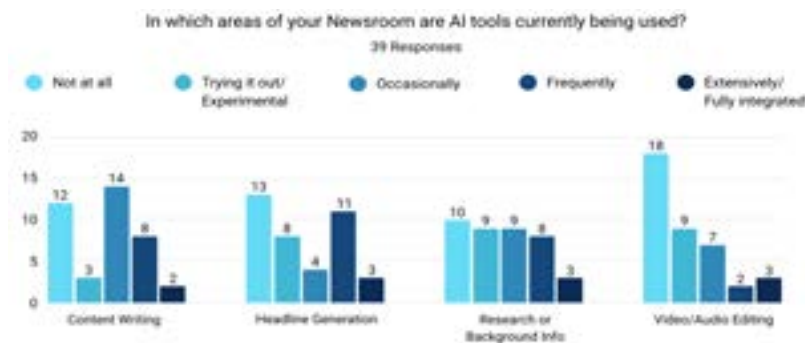 In which areas of your Newsroom are AI tools currently being used?
39 Responses
Not at all
Trying it out/
Experimental
Occasionally
Frequently
Extensively/
Fully integrated
20
15
10
5
0
12
3
14
8
2
13
8
4
11
3
10
9
9
8
3
18
9
7
2
3
Content Writing
Headline Generation
Research or
Background Info
Video/Audio Editing